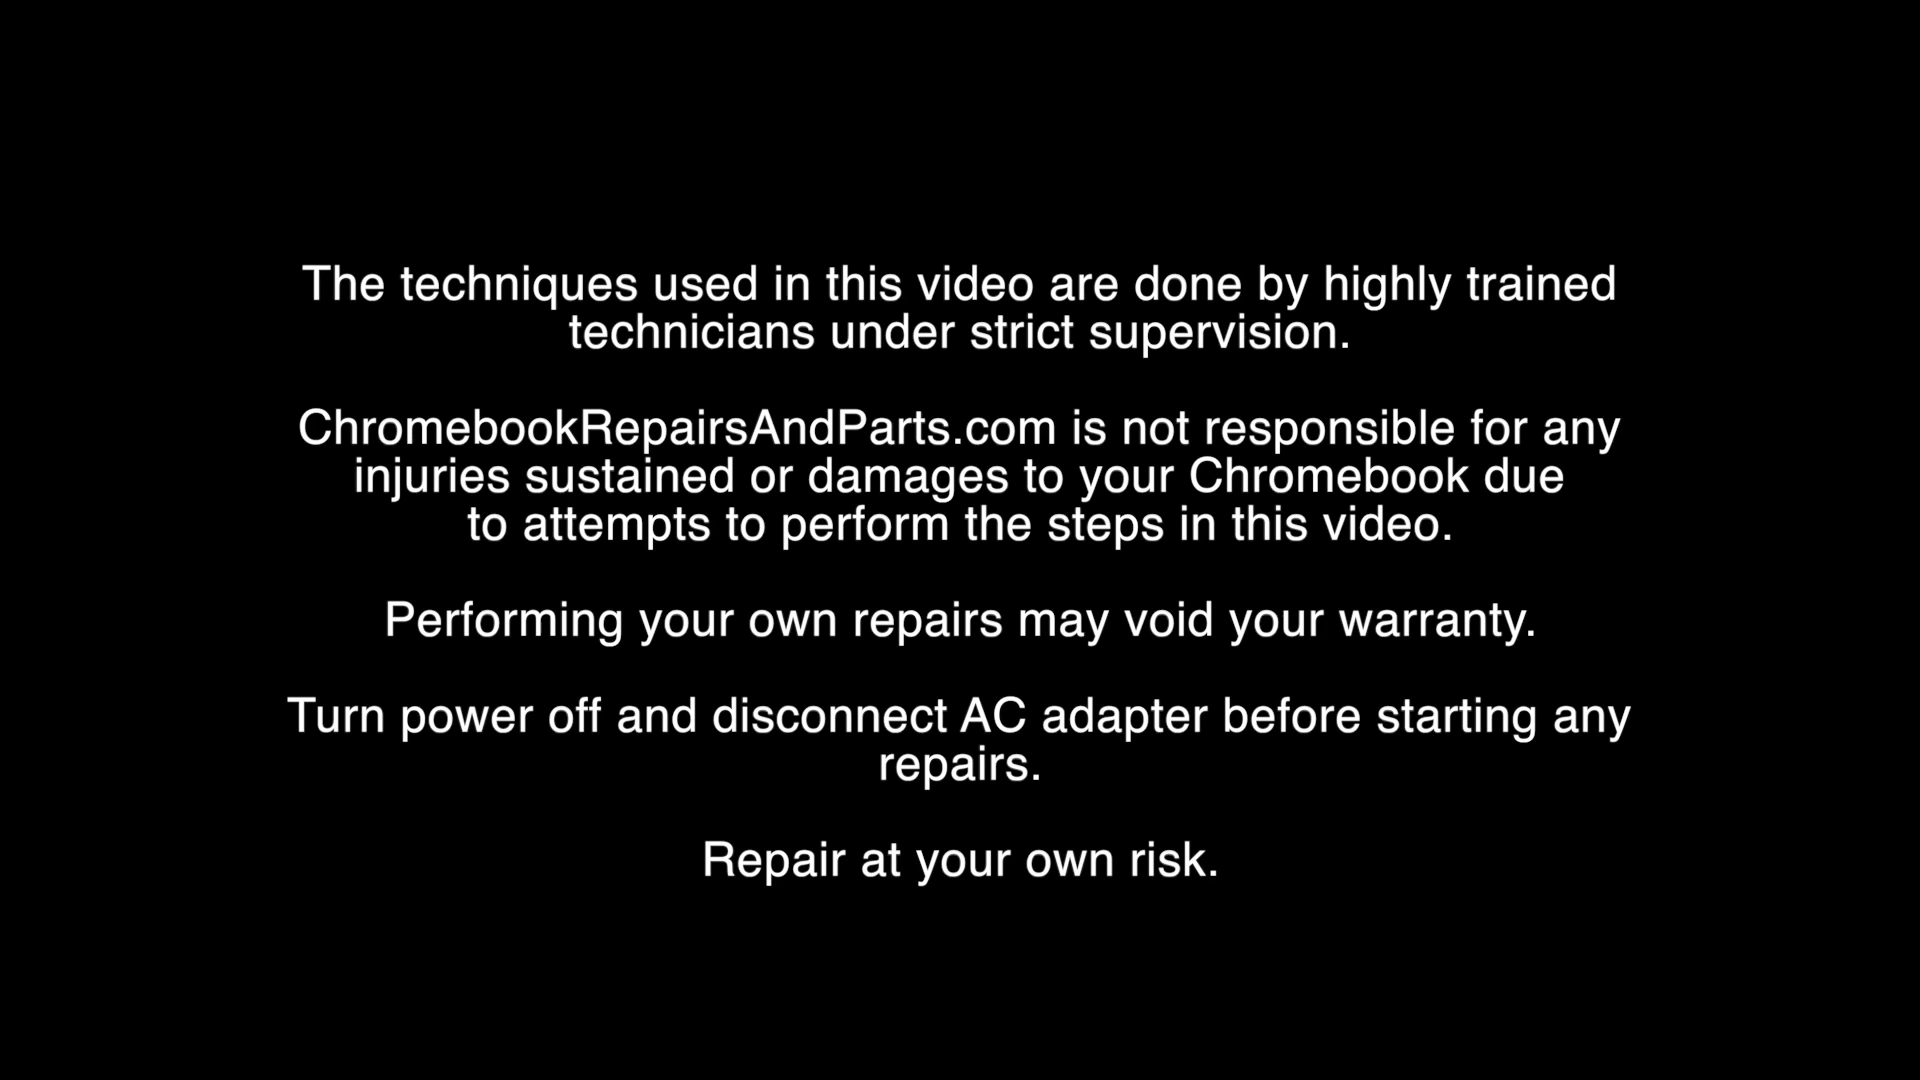 The techniques used in this video are done by highly trained
technicians under strict supervision.
ChromebookRepairsAndParts.com is not responsible for any
injuries sustained or damages to your Chromebook due
to attempts to perform the steps in this video.
Performing your own repairs may void your warranty.
Turn power off and disconnect AC adapter before starting any
repairs.
Repair at your own risk.